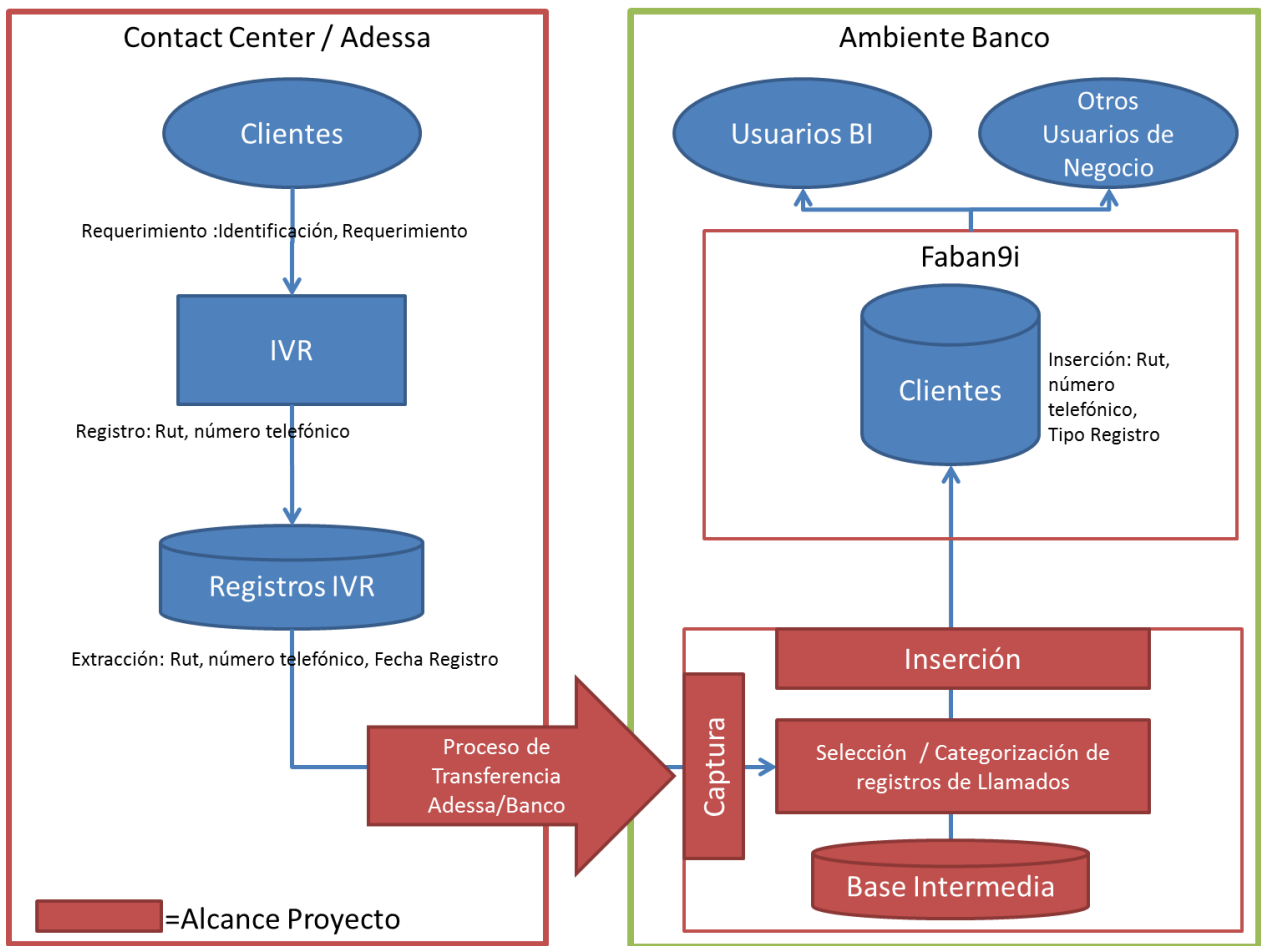 Contact Center / Adessa
Clientes
Requerimiento :Identificación, Requerimiento
IVR
Registro: Rut, número telefónico
Registros IVR
Extracción: Rut, número telefónico, Fecha Registro
Proceso de
Transferencia
Adessa/Banco
=Alcance Proyecto
Ambiente Banco
Usuarios BI
Otros
Usuarios de
Negocio
Faban9i
Clientes
Inserción: Rut,
número
telefónico,
Tipo Registro
Inserción
Captura
Selección / Categorización de
registros de Llamados
Base Intermedia